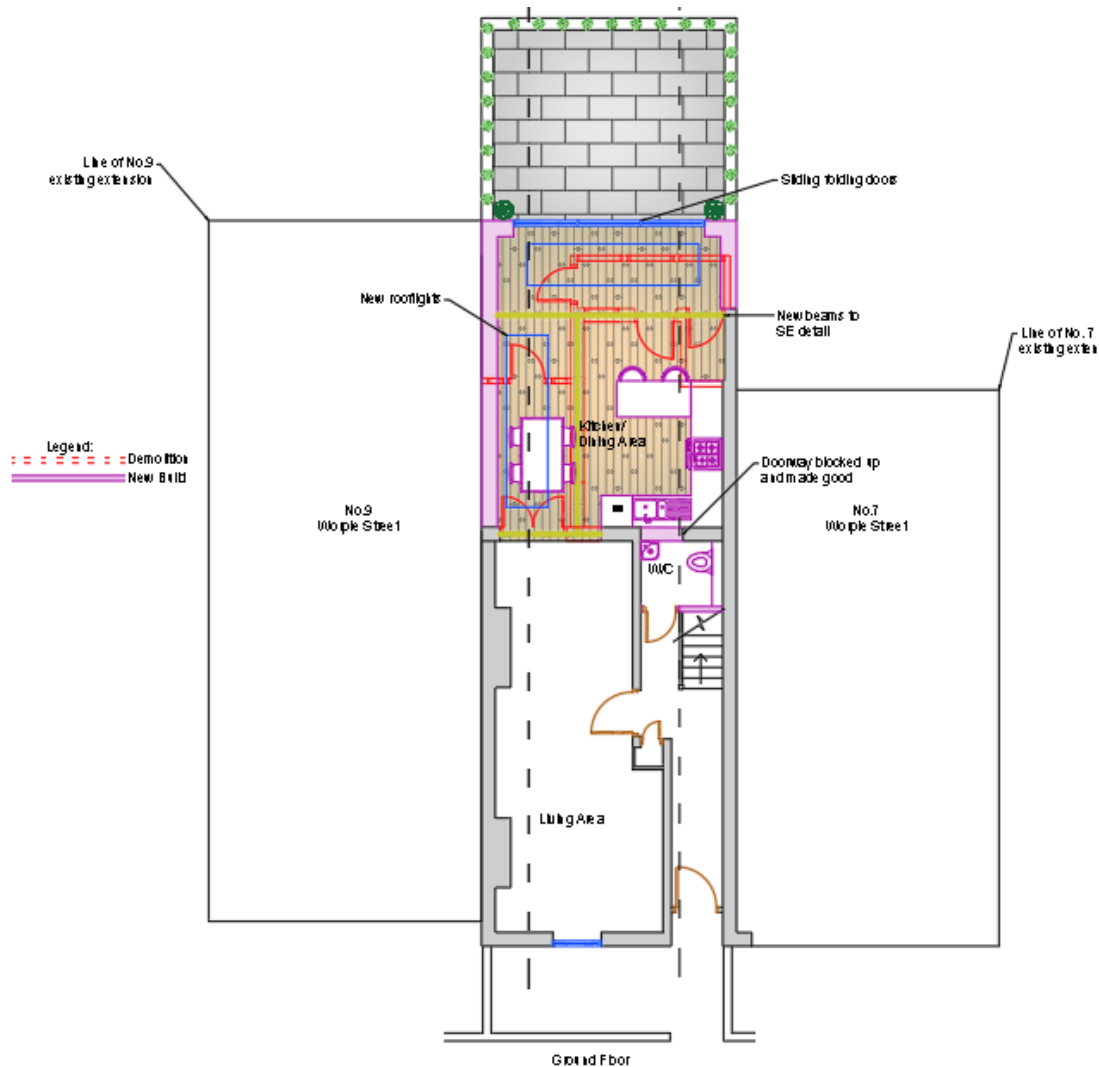 Line of No.9
existing extension
Sliding folding doors
New rooflights
New beams to
SE detail
Line of No. 7
existing exten
Legend:
Demolition
New Build
Kitchen/
Dining Area
Doorway blocked up
and made good
No.9
Worple Street
No.7
Worple Street
WC
Living Area
Ground Floor